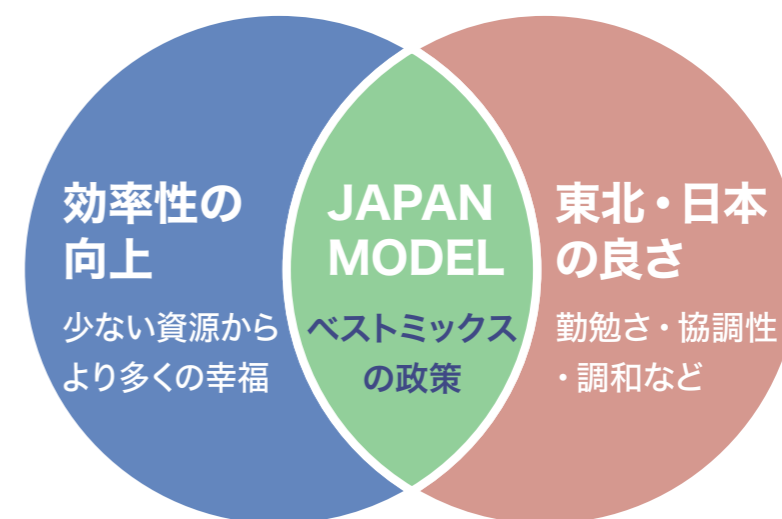 効率性の
向上
少ない資源から
より多くの幸福
JAPAN
MODEL
ベストミックス
の政策
東北・日本
の良さ
勤勉さ・協調性
・調和など